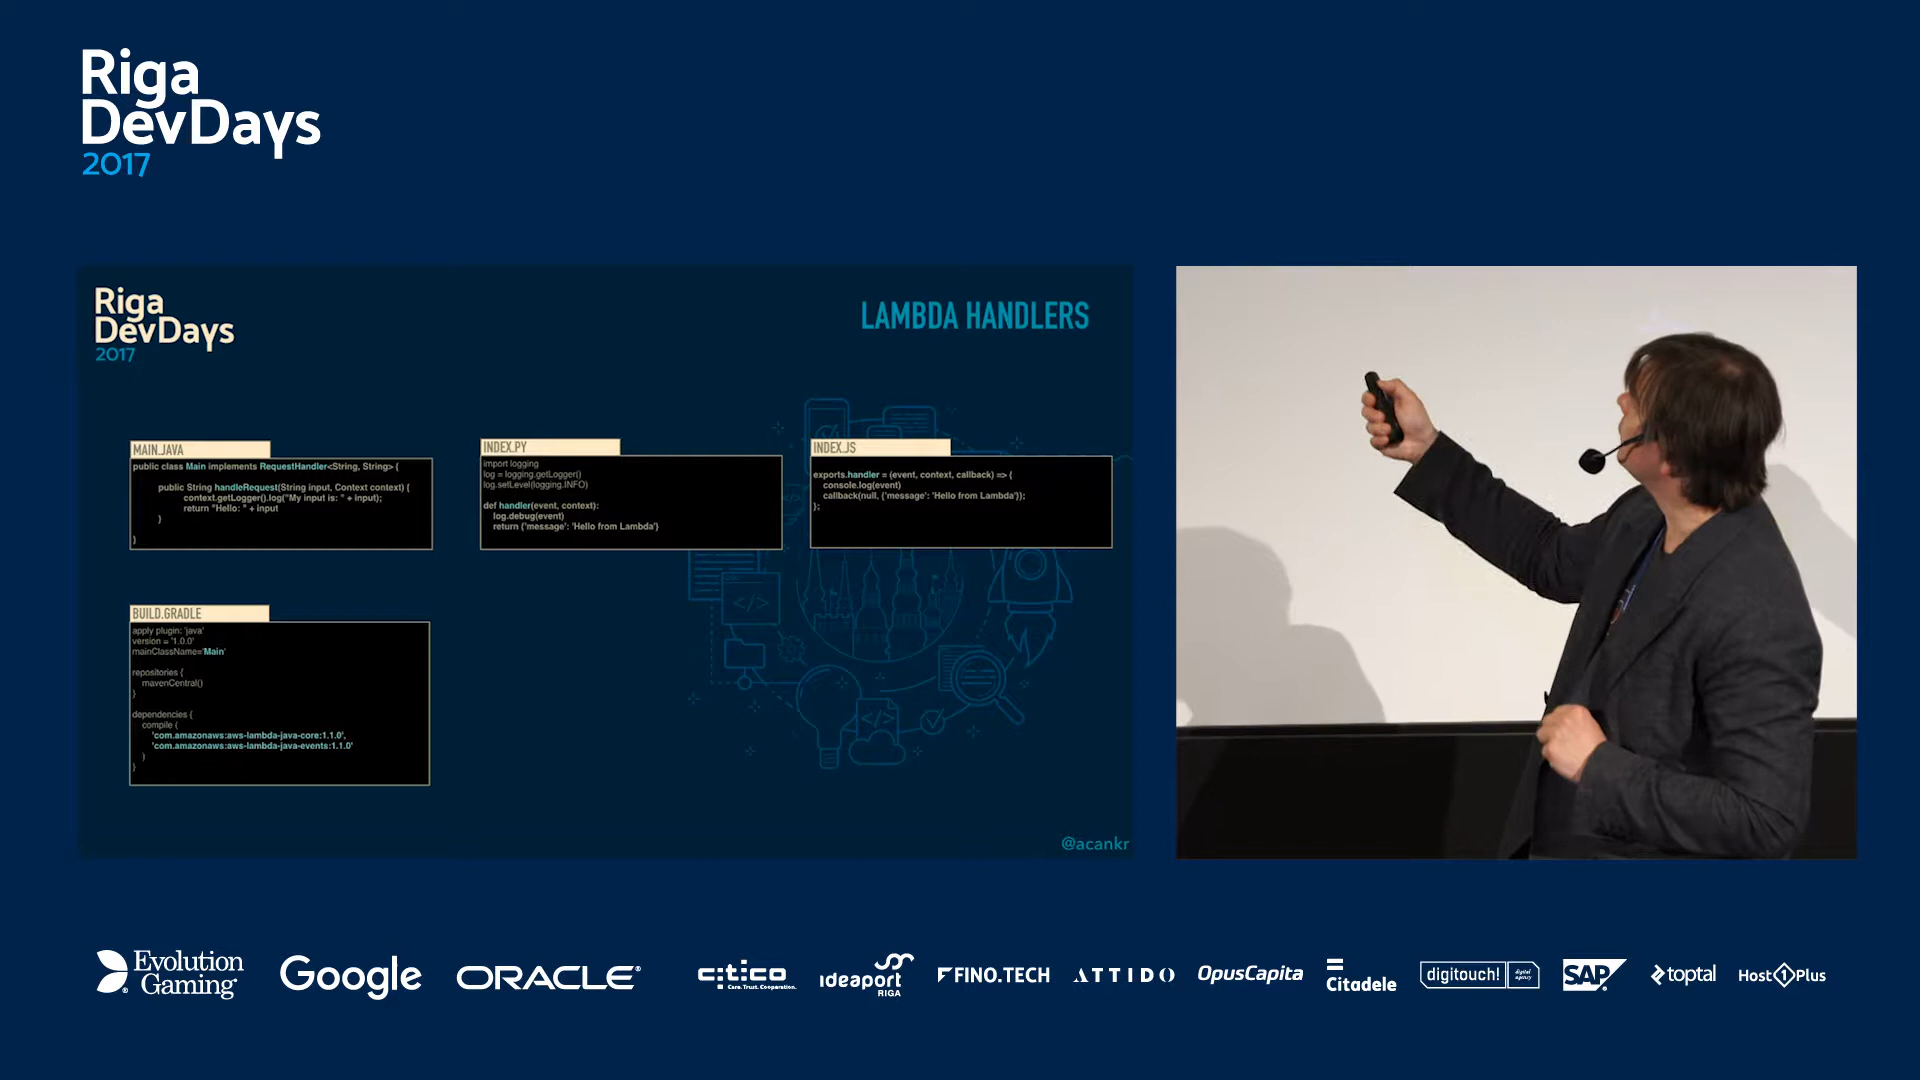 Riga
DevDays
2017
Riga
DevDays
2017
LAMBDA HANDLERS
MAIN.JAVA
public class Main implements RequestHandler<String, String> {
public String handleRequest(String input, Context context) {
context.getLogger().log("My input is: " + input);
return "Hello: " + input
}
}
INDEX.PY
import logging
log = logging.getLogger()
log.setLevel(logging.INFO)
def handler(event, context):
log.debug(event)
return {'message': 'Hello from Lambda'}
INDEX.JS
exports.handler = (event, context, callback) => {
console.log(event)
callback(null, {'message': 'Hello from Lambda'});
};
BUILD.GRADLE
apply plugin: 'java'
version = '1.0.0'
mainClassName='Main'
repositories {
mavenCentral()
}
dependencies {
compile (
'com.amazonaws:aws-lambda-java-core:1.1.0',
'com.amazonaws:aws-lambda-java-events:1.1.0'
)
}
@acankr
Evolution
Gaming
Google
ORACLE
citico
Care. Trust. Cooperation.
ideaport
RIGA
FINO.TECH
ATTIDO
OpusCapita
Citadele
digitouch! digital agency
SAP
toptal
Host1Plus